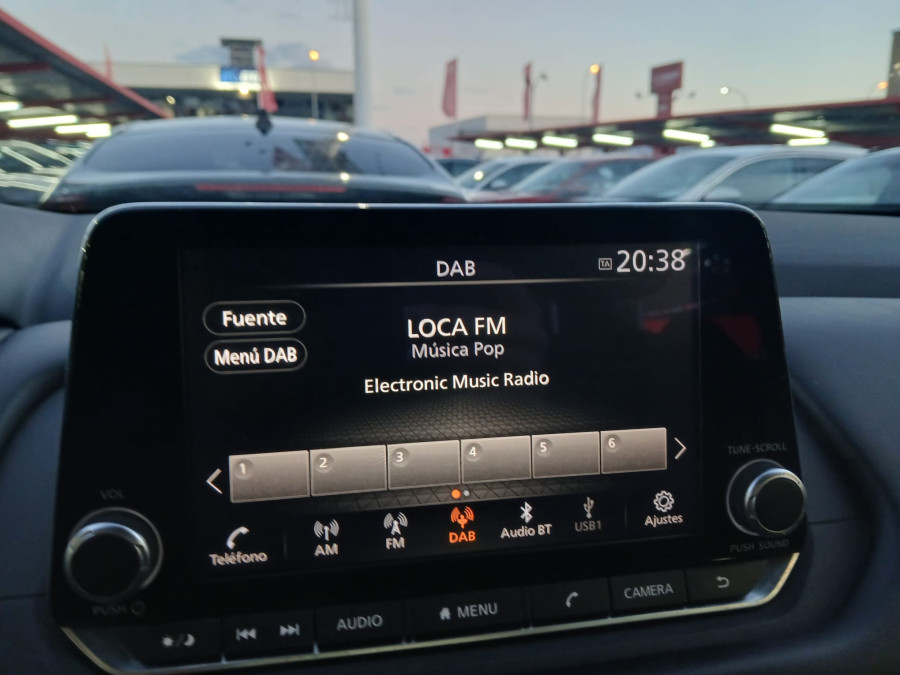 DAB
TA 20:38
Fuente
LOCA FM
Menú DAB
Música Pop
Electronic Music Radio
1 2 3 4 5 6
TUNE·SCROLL
VOL
Teléfono AM FM DAB Audio BT USB1 Ajustes
PUSH SOUND
PUSH
AUDIO MENU CAMERA